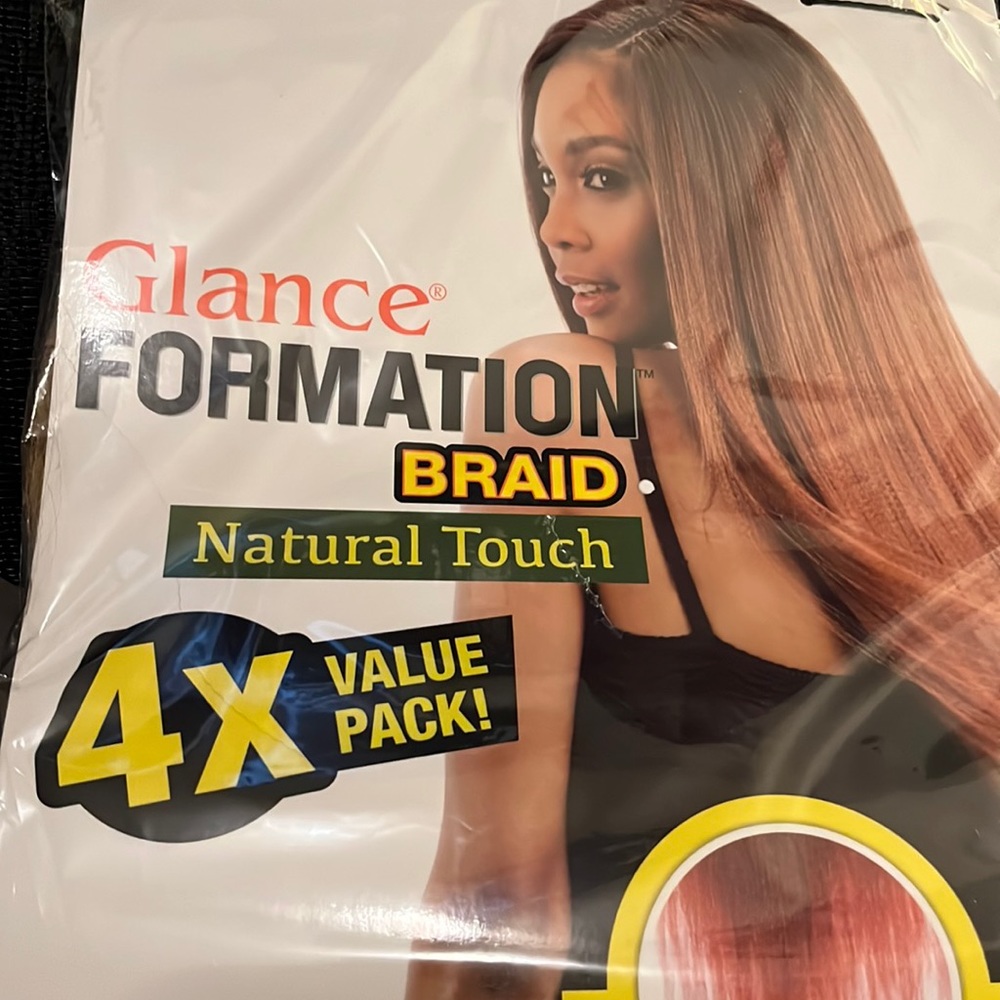 Glance®
FORMATION™
BRAID
Natural Touch
4X VALUE
PACK!